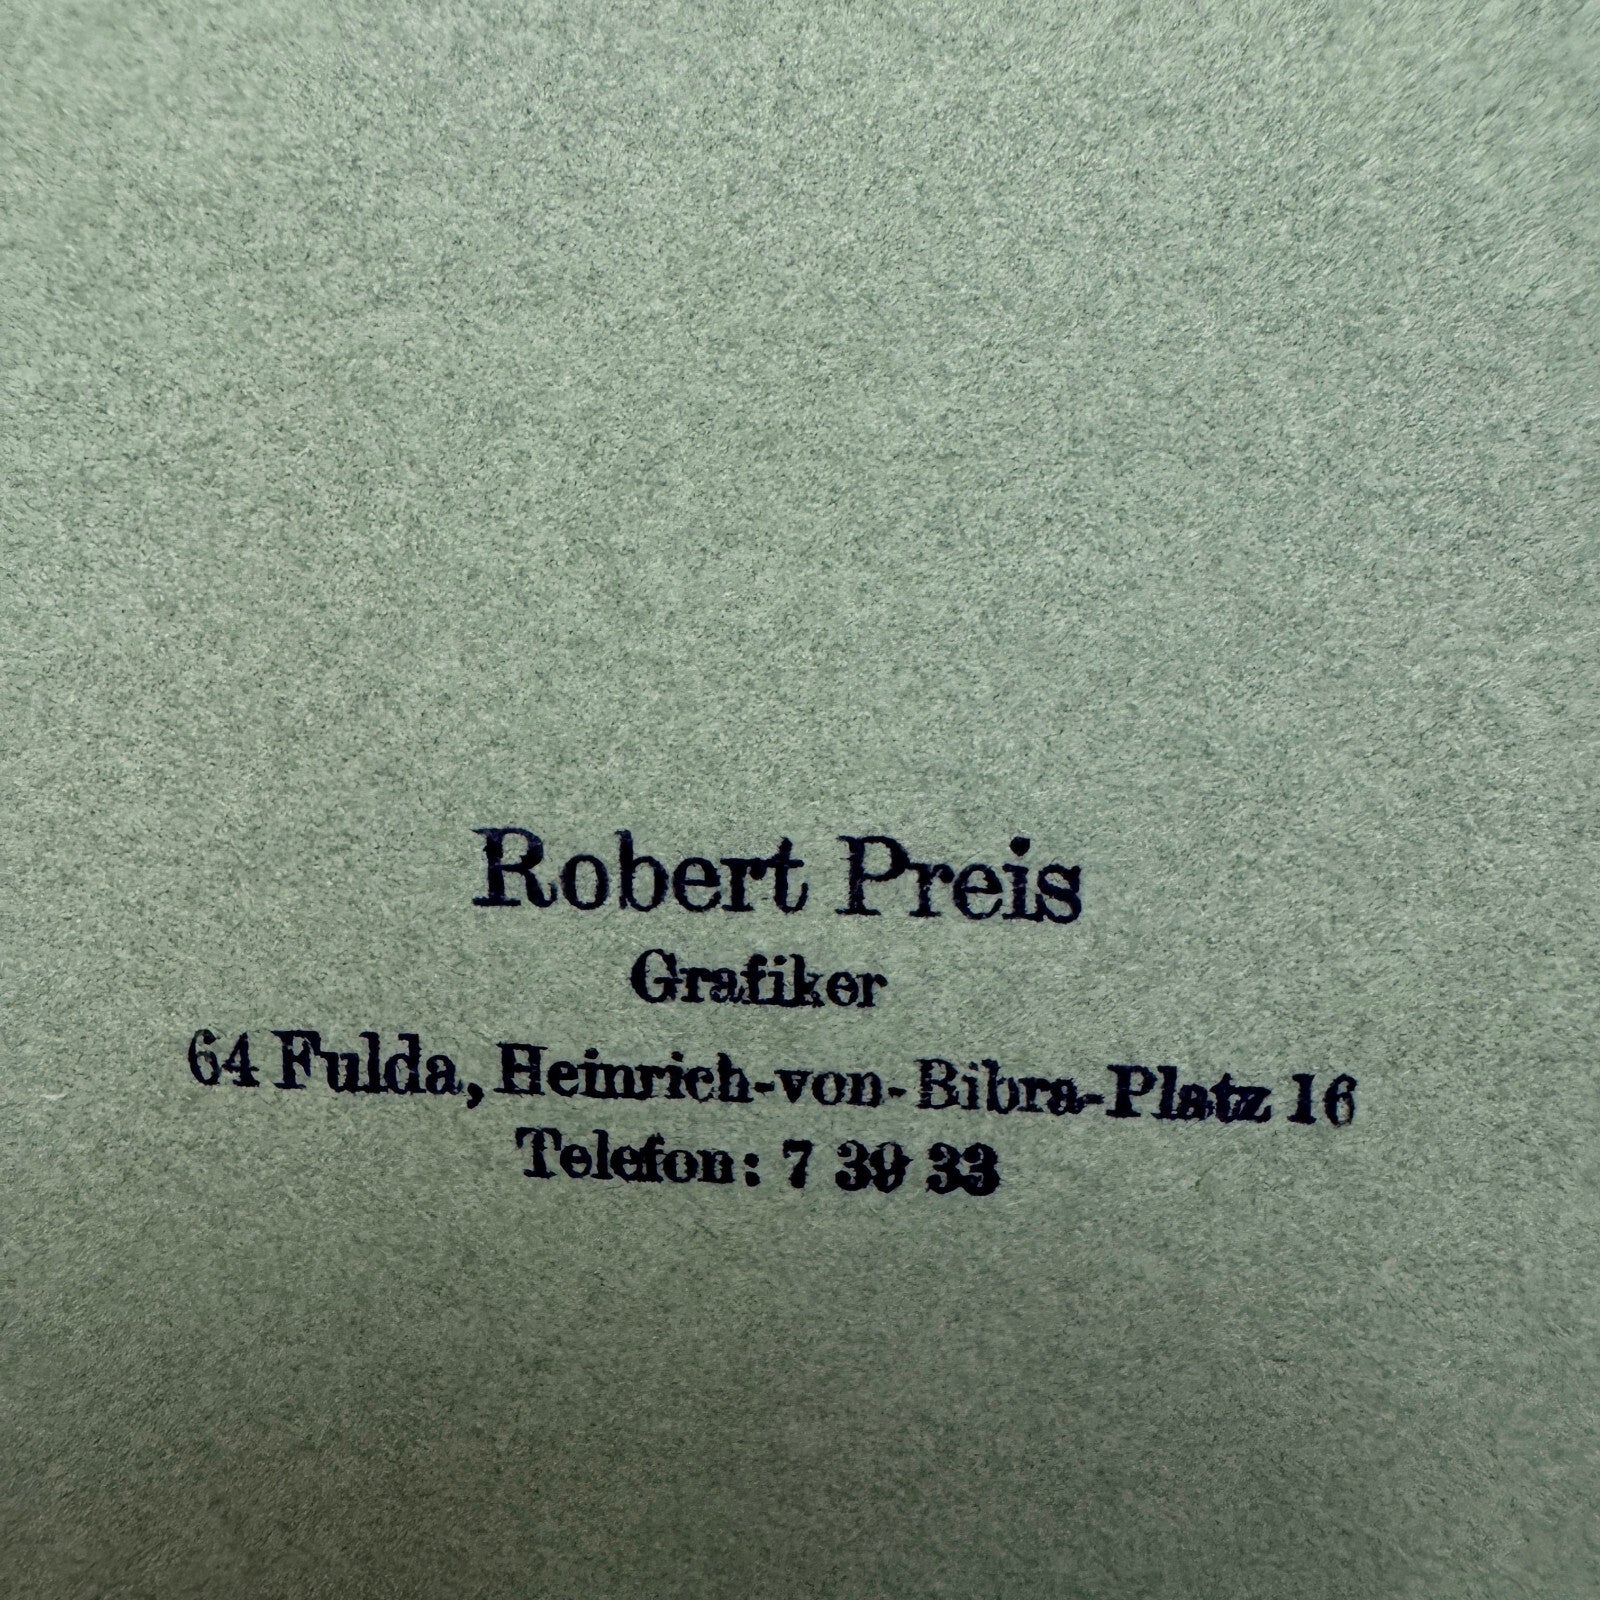 Robert Preis
Grafiker
64 Fulda, Heinrich-von-Bibra-Platz 16
Telefon: 7 39 33